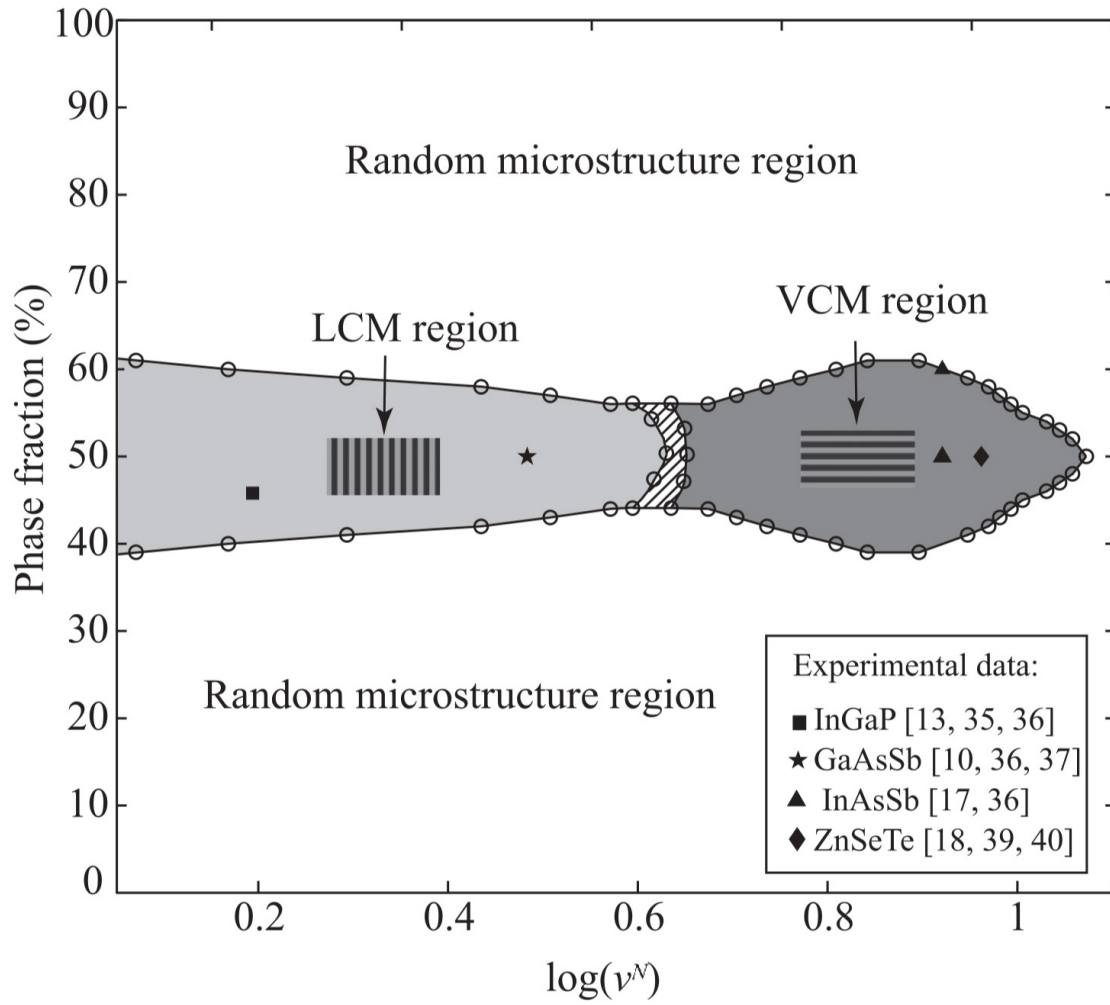 100
90
Random microstructure region
80
70
VCM region
LCM region
60
50
40
30
Random microstructure region
20
10
0
Phase fraction (%)
Experimental data:
■ InGaP [13, 35, 36]
★ GaAsSb [10, 36, 37]
▲ InAsSb [17, 36]
♦ ZnSeTe [18, 39, 40]
0.2 0.4 0.6 0.8 1
log(νᴺ)